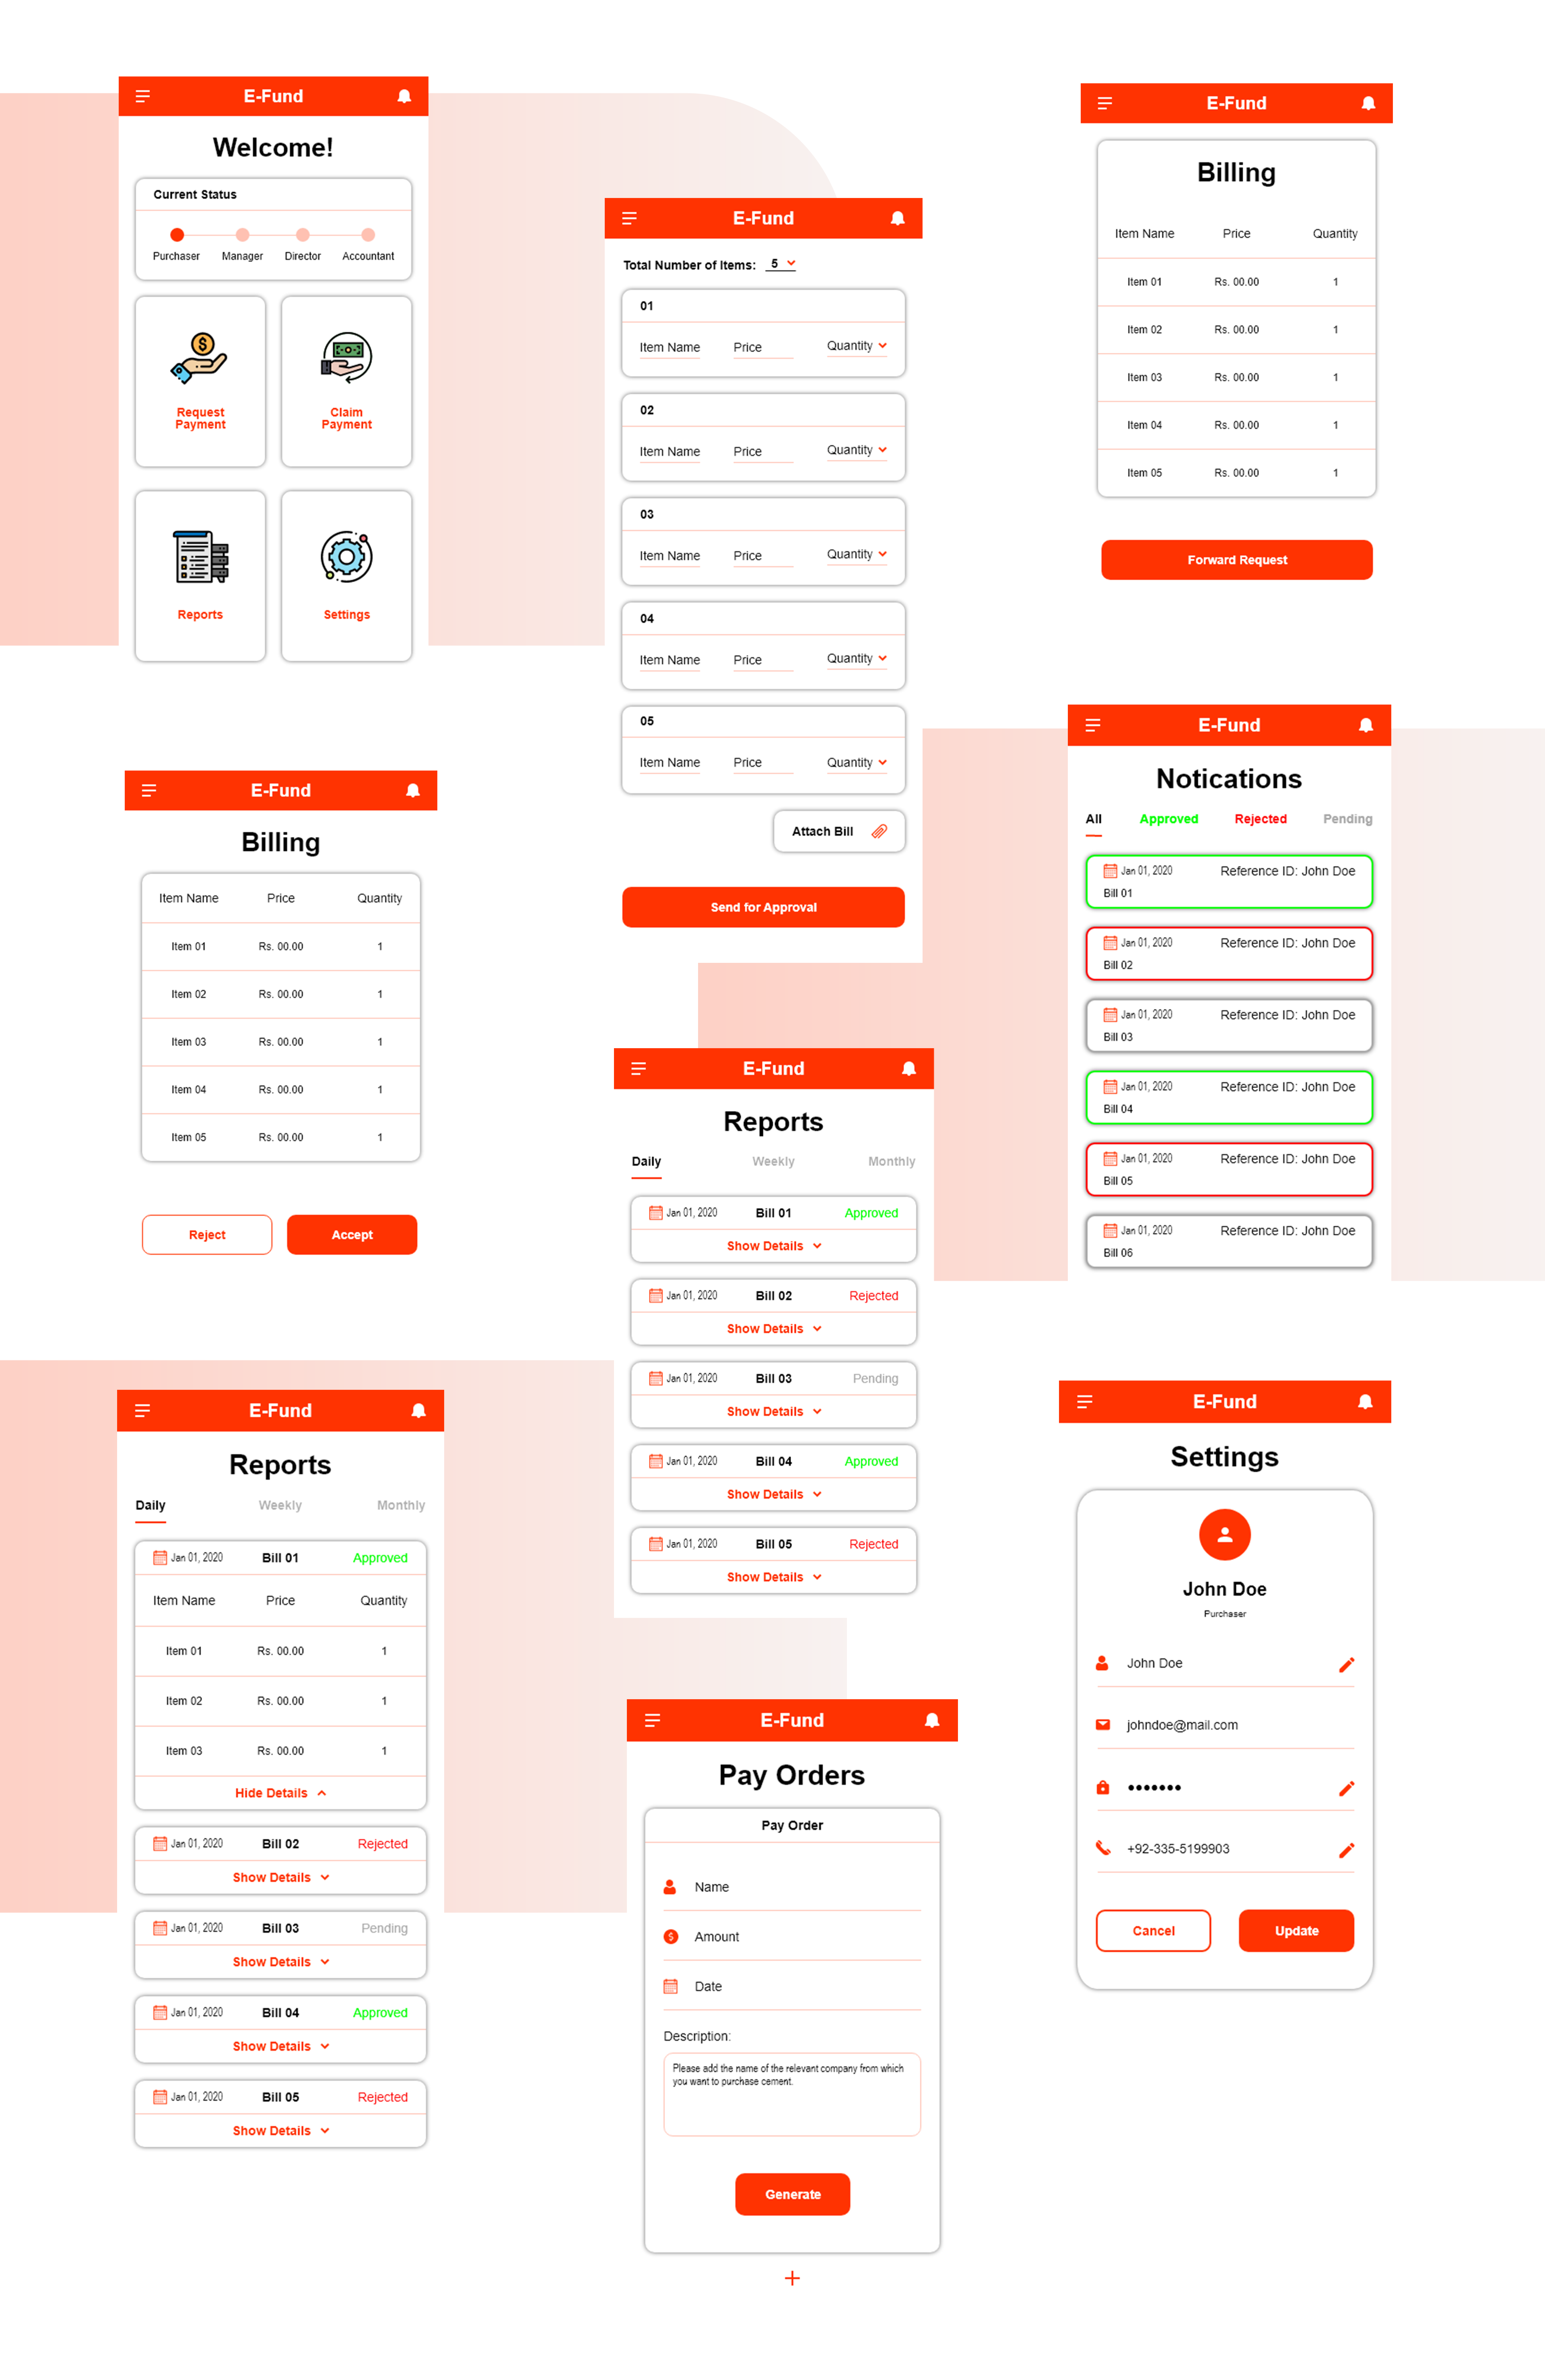 E-Fund
Welcome!
Current Status
Purchaser Manager Director Accountant
Request
Payment
Claim
Payment
Reports
Settings
E-Fund
Total Number of Items: 5
01
Item Name Price Quantity
02
Item Name Price Quantity
03
Item Name Price Quantity
04
Item Name Price Quantity
05
Item Name Price Quantity
Attach Bill
Send for Approval
E-Fund
Billing
Item Name Price Quantity
Item 01 Rs. 00.00 1
Item 02 Rs. 00.00 1
Item 03 Rs. 00.00 1
Item 04 Rs. 00.00 1
Item 05 Rs. 00.00 1
Forward Request
E-Fund
Billing
Item Name Price Quantity
Item 01 Rs. 00.00 1
Item 02 Rs. 00.00 1
Item 03 Rs. 00.00 1
Item 04 Rs. 00.00 1
Item 05 Rs. 00.00 1
Reject Accept
E-Fund
Notications
All Approved Rejected Pending
Jan 01, 2020 Reference ID: John Doe
Bill 01
Jan 01, 2020 Reference ID: John Doe
Bill 02
Jan 01, 2020 Reference ID: John Doe
Bill 03
Jan 01, 2020 Reference ID: John Doe
Bill 04
Jan 01, 2020 Reference ID: John Doe
Bill 05
Jan 01, 2020 Reference ID: John Doe
Bill 06
E-Fund
Reports
Daily Weekly Monthly
Jan 01, 2020 Bill 01 Approved
Show Details
Jan 01, 2020 Bill 02 Rejected
Show Details
Jan 01, 2020 Bill 03 Pending
Show Details
Jan 01, 2020 Bill 04 Approved
Show Details
Jan 01, 2020 Bill 05 Rejected
Show Details
E-Fund
Reports
Daily Weekly Monthly
Jan 01, 2020 Bill 01 Approved
Item Name Price Quantity
Item 01 Rs. 00.00 1
Item 02 Rs. 00.00 1
Item 03 Rs. 00.00 1
Hide Details
Jan 01, 2020 Bill 02 Rejected
Show Details
Jan 01, 2020 Bill 03 Pending
Show Details
Jan 01, 2020 Bill 04 Approved
Show Details
Jan 01, 2020 Bill 05 Rejected
Show Details
E-Fund
Settings
John Doe
Purchaser
John Doe
johndoe@mail.com
•••••••
+92-335-5199903
Cancel Update
E-Fund
Pay Orders
Pay Order
Name
Amount
Date
Description:
Please add the name of the relevant company from which
you want to purchase cement.
Generate